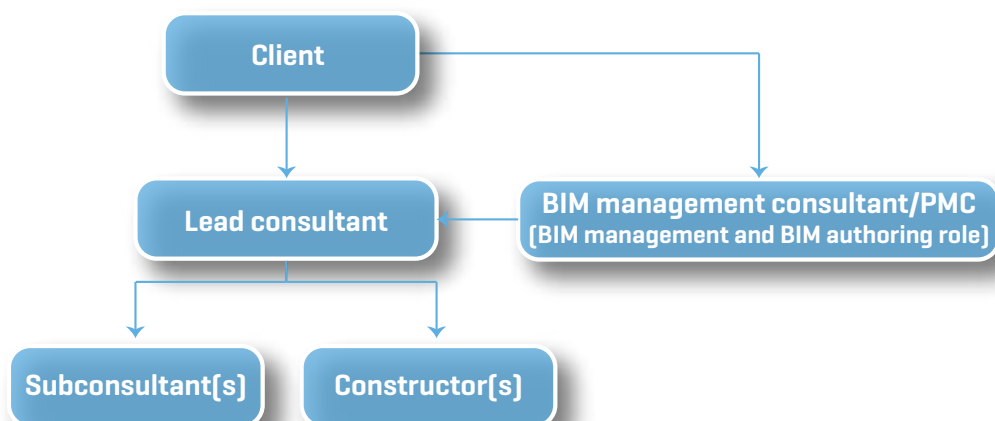 Client
Lead consultant
BIM management consultant/PMC
(BIM management and BIM authoring role)
Subconsultant(s)
Constructor(s)